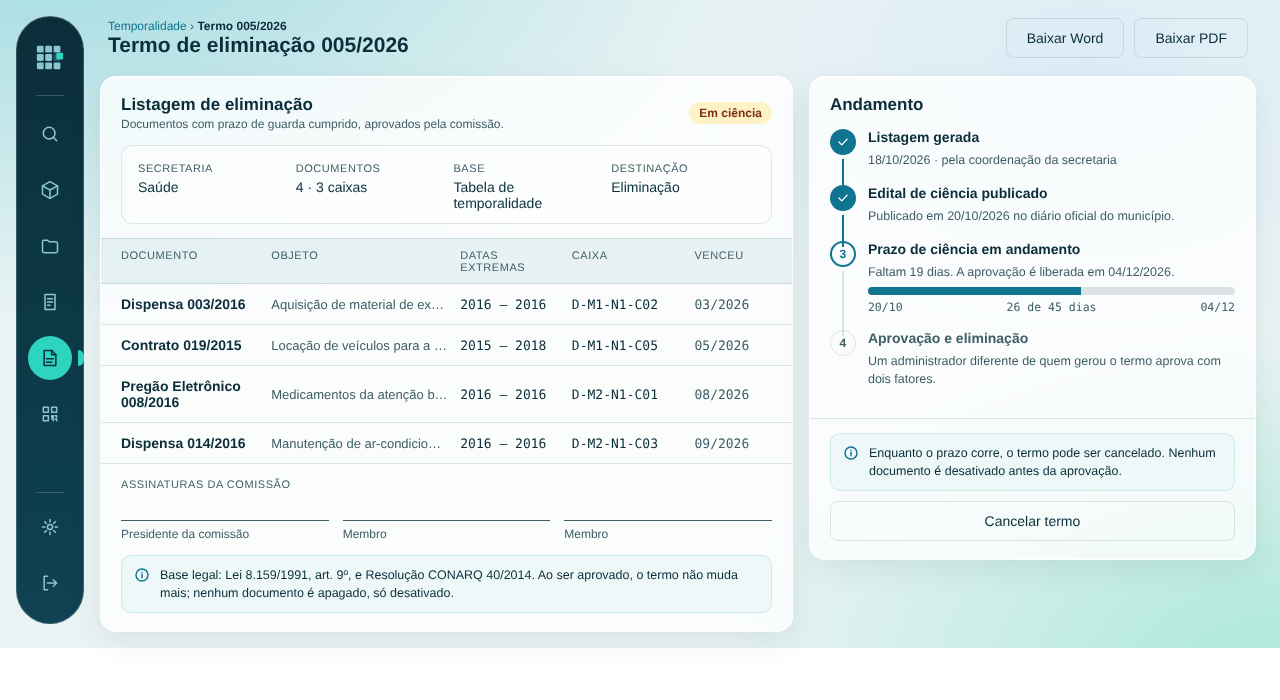 Temporalidade › Termo 005/2026
Termo de eliminação 005/2026
Baixar Word
Baixar PDF
Listagem de eliminação
Documentos com prazo de guarda cumprido, aprovados pela comissão.
Em ciência
SECRETARIA
Saúde
DOCUMENTOS
4 · 3 caixas
BASE
Tabela de
temporalidade
DESTINAÇÃO
Eliminação
DOCUMENTO OBJETO DATAS EXTREMAS CAIXA VENCEU
Dispensa 003/2016 Aquisição de material de ex… 2016 – 2016 D-M1-N1-C02 03/2026
Contrato 019/2015 Locação de veículos para a … 2015 – 2018 D-M1-N1-C05 05/2026
Pregão Eletrônico 008/2016 Medicamentos da atenção b… 2016 – 2016 D-M2-N1-C01 08/2026
Dispensa 014/2016 Manutenção de ar-condicio… 2016 – 2016 D-M2-N1-C03 09/2026
ASSINATURAS DA COMISSÃO
Presidente da comissão
Membro
Membro
Base legal: Lei 8.159/1991, art. 9º, e Resolução CONARQ 40/2014. Ao ser aprovado, o termo não muda
mais; nenhum documento é apagado, só desativado.
Andamento
Listagem gerada
18/10/2026 · pela coordenação da secretaria
Edital de ciência publicado
Publicado em 20/10/2026 no diário oficial do município.
3
Prazo de ciência em andamento
Faltam 19 dias. A aprovação é liberada em 04/12/2026.
20/10 26 de 45 dias 04/12
4
Aprovação e eliminação
Um administrador diferente de quem gerou o termo aprova com
dois fatores.
Enquanto o prazo corre, o termo pode ser cancelado. Nenhum
documento é desativado antes da aprovação.
Cancelar termo